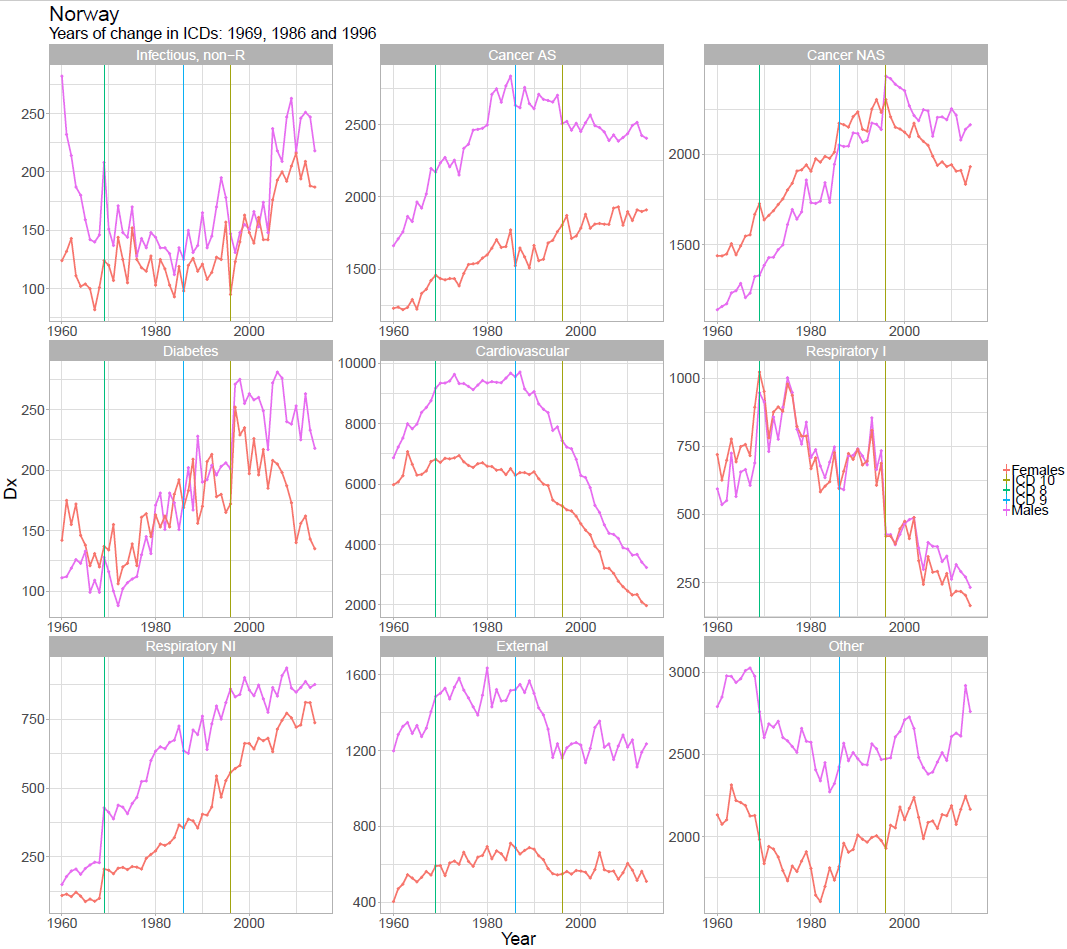 Norway
Years of change in ICDs: 1969, 1986 and 1996
Infectious, non−R
Cancer AS
Cancer NAS
250
200
150
100
2500
2000
1500
2000
1500
1960 1980 2000
1960 1980 2000
1960 1980 2000
Diabetes
Cardiovascular
Respiratory I
250
200
150
100
10000
8000
6000
4000
2000
1000
750
500
250
1960 1980 2000
1960 1980 2000
1960 1980 2000
Respiratory NI
External
Other
750
500
250
1600
1200
800
400
3000
2500
2000
1960 1980 2000
1960 1980 2000
1960 1980 2000
Dx
Year
Females
ICD 10
ICD 8
ICD 9
Males